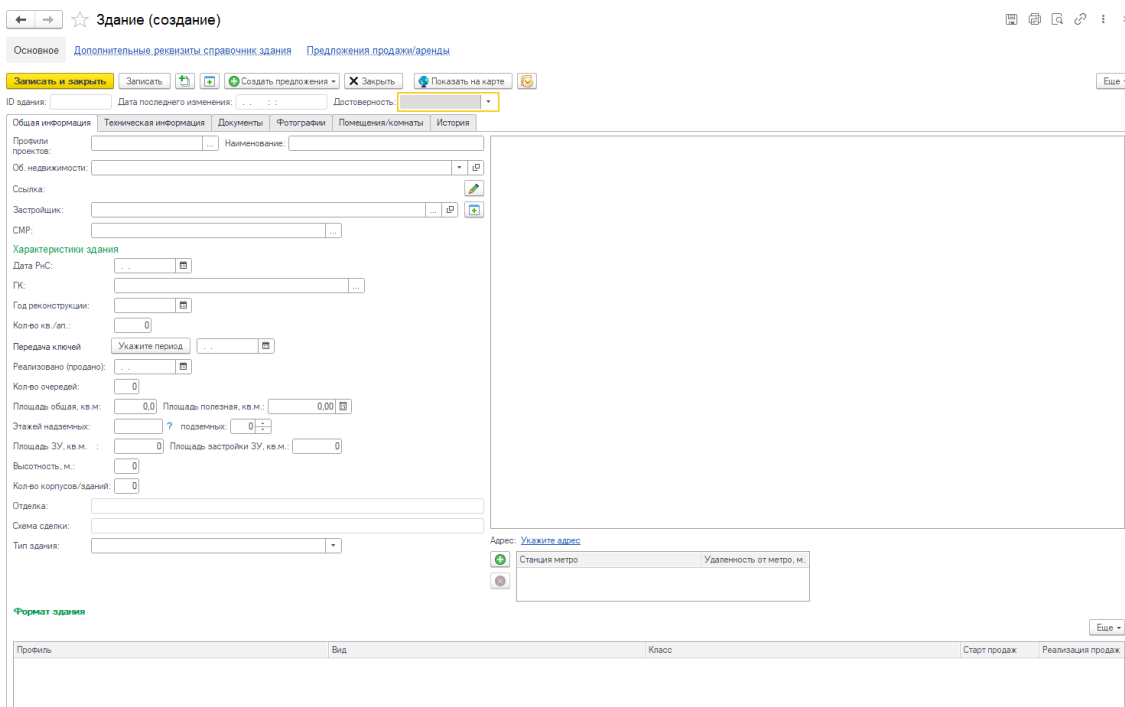 Здание (создание)
Основное Дополнительные реквизиты справочник здания Предложения продажи/аренды
Записать и закрыть Записать Создать предложения Закрыть Показать на карте Еще
ID здания: Дата последнего изменения: . . : : Достоверность:
Общая информация Техническая информация Документы Фотографии Помещения/комнаты История
Профили проектов: ... Наименование:
Об. недвижимости:
Ссылка:
Застройщик: ...
СМР: ...
Характеристики здания
Дата РнС: . .
ГК: ...
Год реконструкции:
Кол-во кв./ап.: 0
Передача ключей Укажите период . .
Реализовано (продано): . .
Кол-во очередей: 0
Площадь общая, кв.м: 0,0 Площадь полезная, кв.м.: 0,00
Этажей надземных: ? подземных: 0
Площадь ЗУ, кв.м. : 0 Площадь застройки ЗУ, кв.м.: 0
Высотность, м.: 0
Кол-во корпусов/зданий: 0
Отделка:
Схема сделки:
Тип здания:
Адрес: Укажите адрес
Станция метро Удаленность от метро, м.
Формат здания
Еще
Профиль Вид Класс Старт продаж Реализация продаж